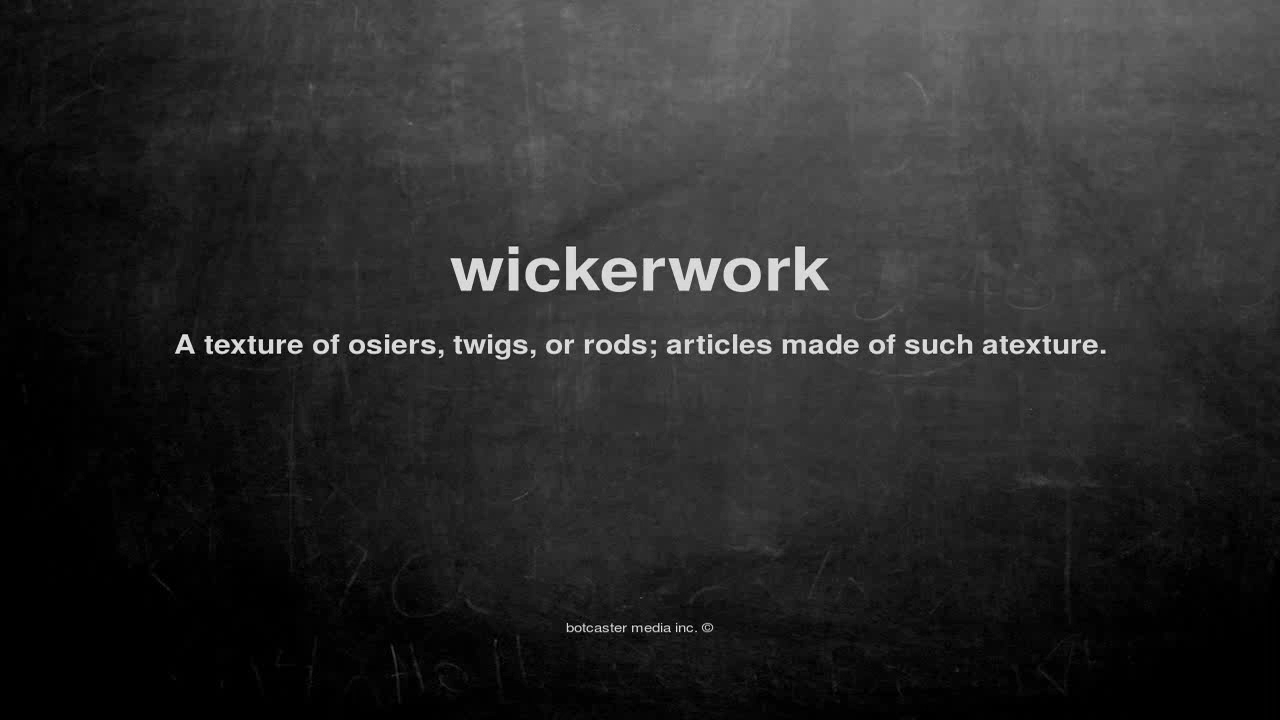 wickerwork
A texture of osiers, twigs, or rods; articles made of such atexture.
botcaster media inc. ©